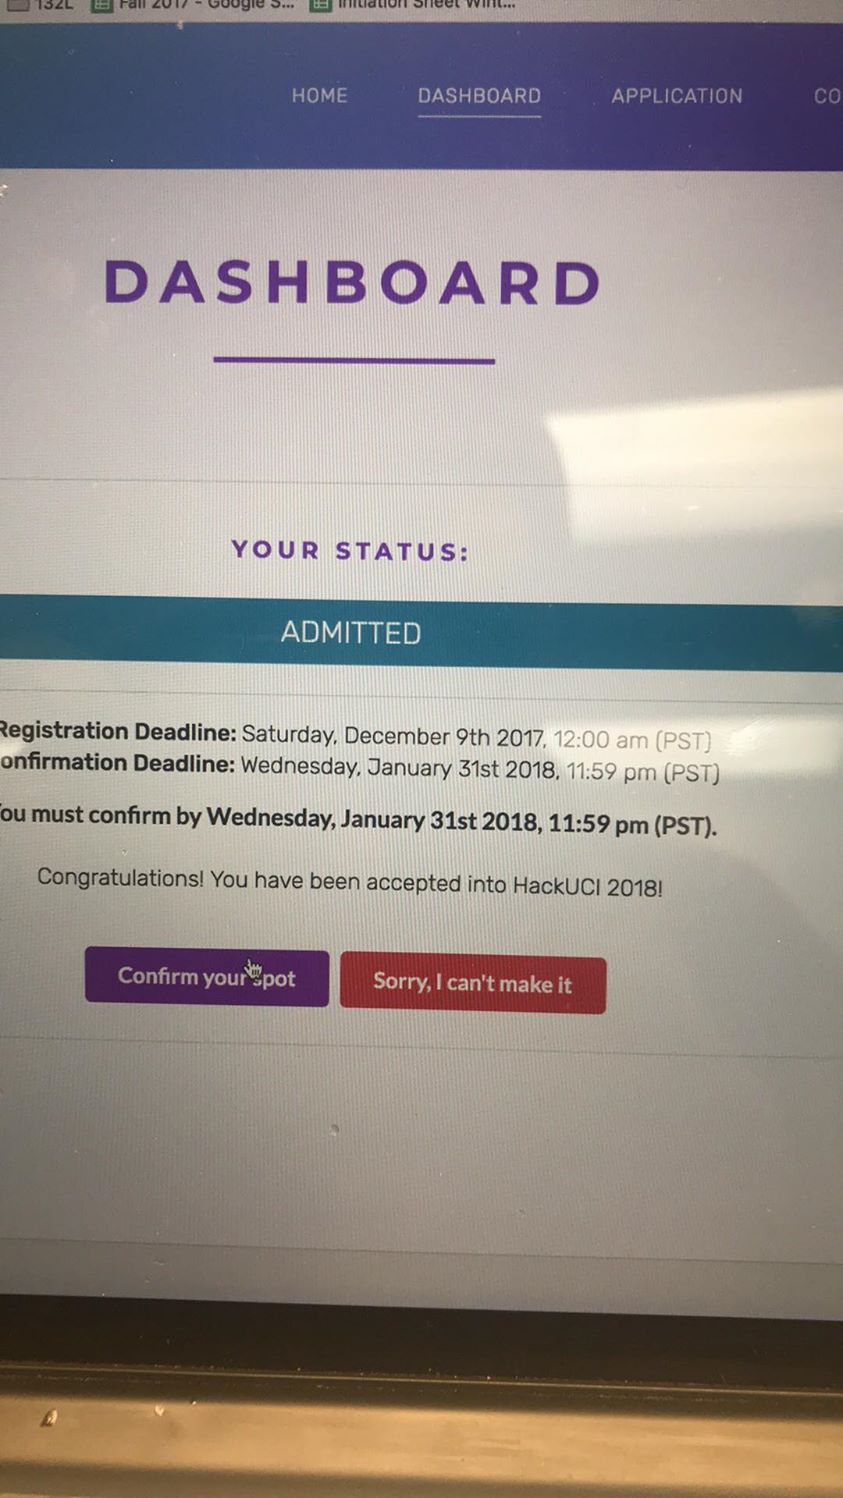 132L Fall 2017 - Google S... Initiation Sheet Wint...
HOME DASHBOARD APPLICATION CO
DASHBOARD
YOUR STATUS:
ADMITTED
Registration Deadline: Saturday, December 9th 2017, 12:00 am (PST)
onfirmation Deadline: Wednesday, January 31st 2018, 11:59 pm (PST)
ou must confirm by Wednesday, January 31st 2018, 11:59 pm (PST).
Congratulations! You have been accepted into HackUCI 2018!
Confirm your spot Sorry, I can't make it